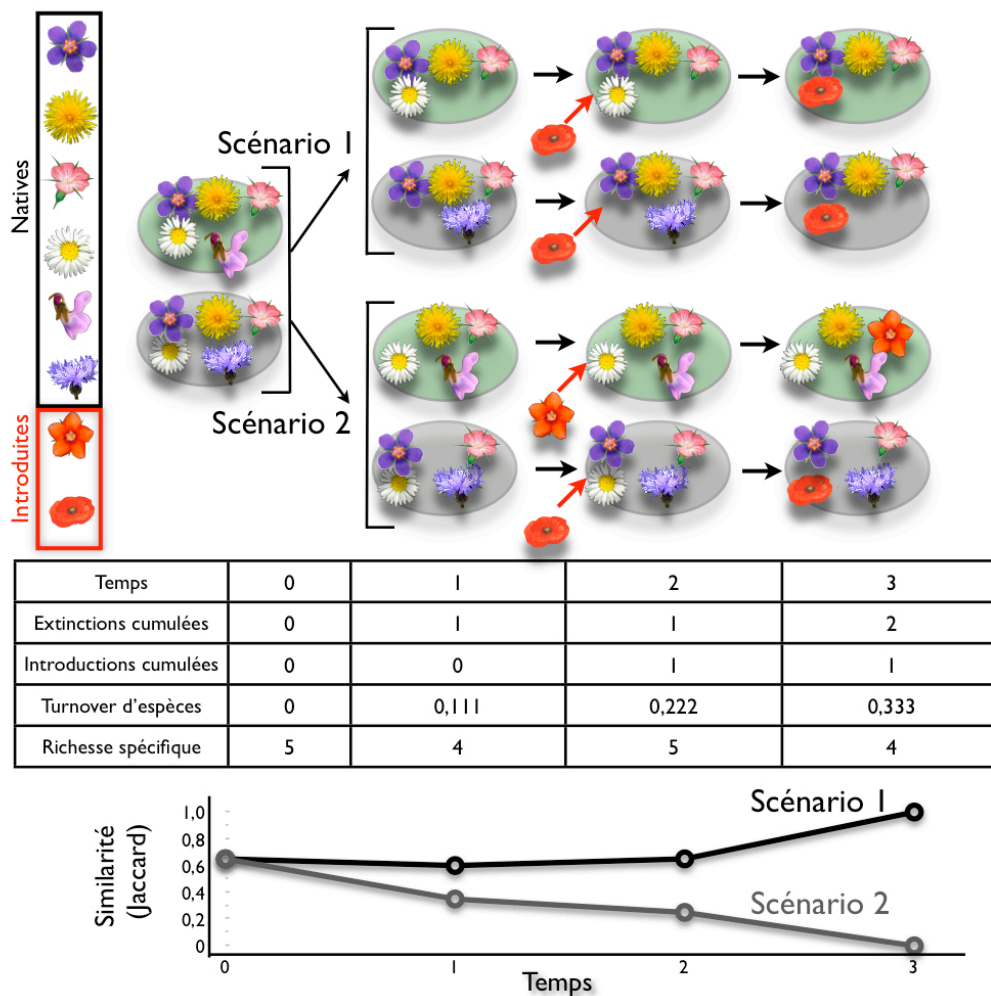 Natives
Introduites
Scénario 1
Scénario 2
Temps 0 1 2 3
Extinctions cumulées 0 1 1 2
Introductions cumulées 0 0 1 1
Turnover d'espèces 0 0,111 0,222 0,333
Richesse spécifique 5 4 5 4
Similarité
(Jaccard)
1,0
0,8
0,6
0,4
0,2
0
Scénario 1
Scénario 2
0 1 2 3
Temps